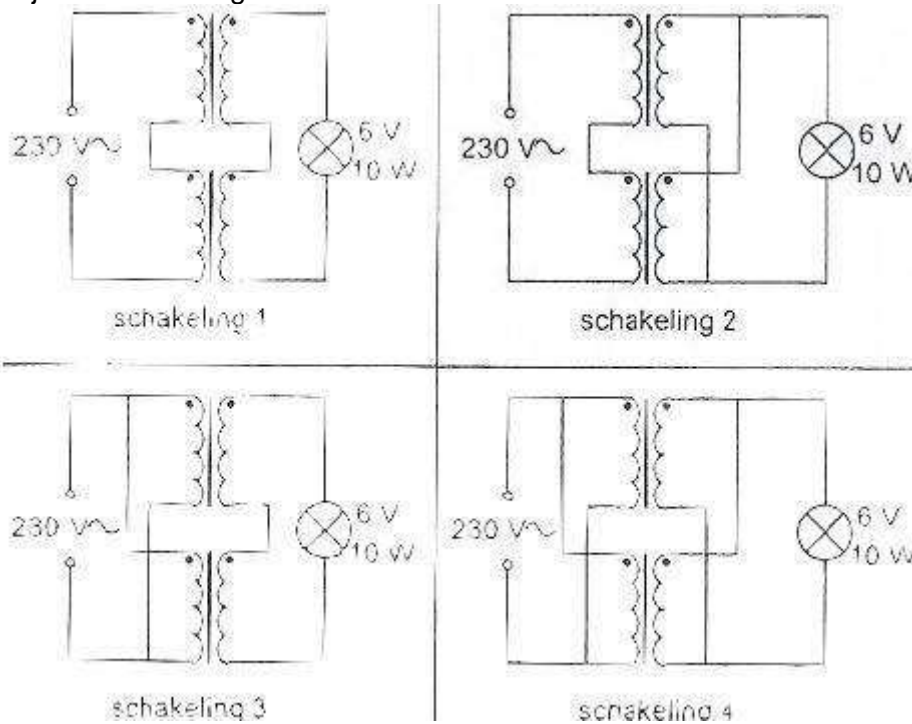 230 V~
6 V
10 W
schakeling 1
230 V~
6 V
10 W
schakeling 2
230 V~
6 V
10 W
schakeling 3
230 V~
6 V
10 W
schakeling 4